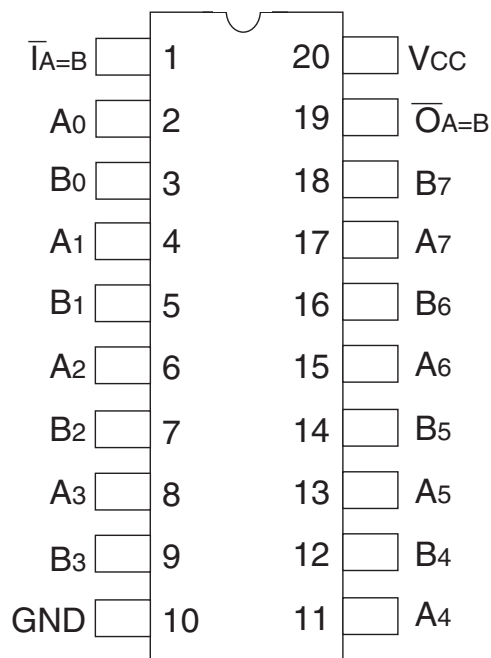 I̅A=B 1 20 VCC
A0 2 19 O̅A=B
B0 3 18 B7
A1 4 17 A7
B1 5 16 B6
A2 6 15 A6
B2 7 14 B5
A3 8 13 A5
B3 9 12 B4
GND 10 11 A4